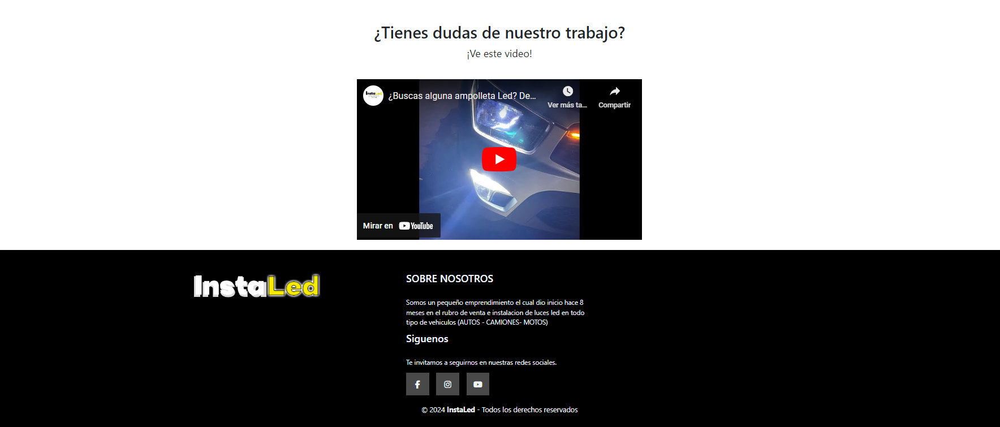 ¿Tienes dudas de nuestro trabajo?
¡Ve este video!
InstaLed
¿Buscas alguna ampolleta Led? De...
Ver más ta...
Compartir
Mirar en YouTube
InstaLed
SOBRE NOSOTROS
Somos un pequeño emprendimiento el cual dio inicio hace 8
meses en el rubro de venta e instalacion de luces led en todo
tipo de vehiculos (AUTOS - CAMIONES- MOTOS)
Siguenos
Te invitamos a seguirnos en nuestras redes sociales.
© 2024 InstaLed - Todos los derechos reservados